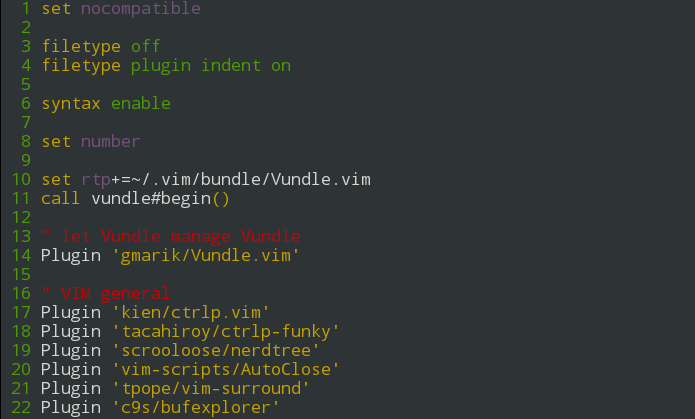 1 set nocompatible
2
3 filetype off
4 filetype plugin indent on
5
6 syntax enable
7
8 set number
9
10 set rtp+=~/.vim/bundle/Vundle.vim
11 call vundle#begin()
12
13 " let Vundle manage Vundle
14 Plugin 'gmarik/Vundle.vim'
15
16 " VIM general
17 Plugin 'kien/ctrlp.vim'
18 Plugin 'tacahiroy/ctrlp-funky'
19 Plugin 'scrooloose/nerdtree'
20 Plugin 'vim-scripts/AutoClose'
21 Plugin 'tpope/vim-surround'
22 Plugin 'c9s/bufexplorer'